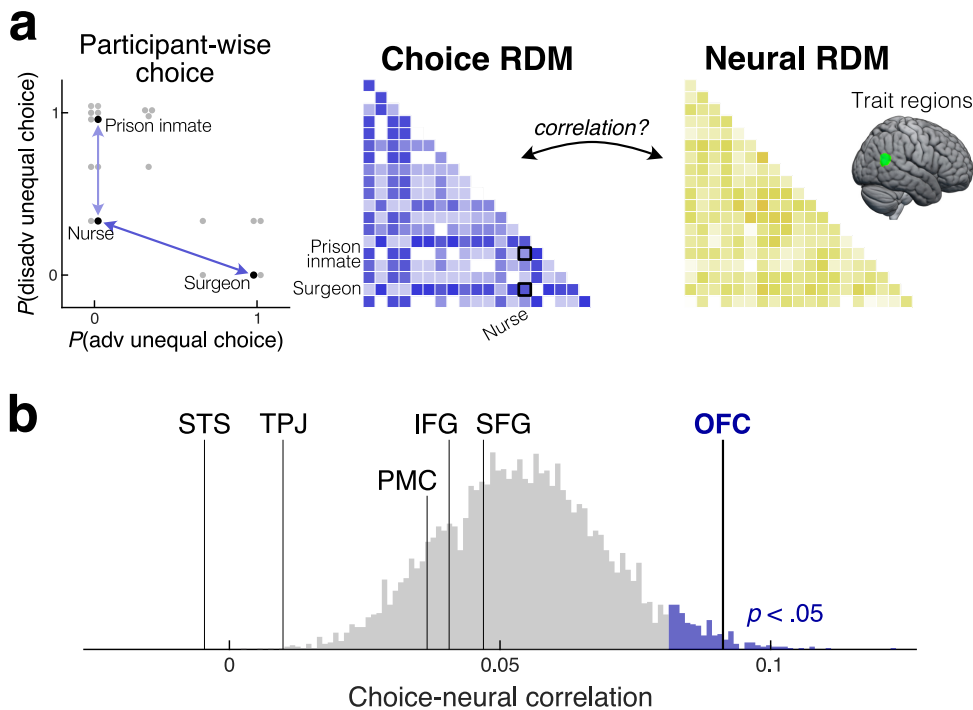 a
Participant-wise
choice
Choice RDM
Neural RDM
P(disadv unequal choice)
1
0
Prison inmate
Nurse
Surgeon
0
1
P(adv unequal choice)
correlation?
Trait regions
Prison
inmate
Surgeon
Nurse
b
STS
TPJ
IFG
SFG
OFC
PMC
p < .05
0
0.05
0.1
Choice-neural correlation